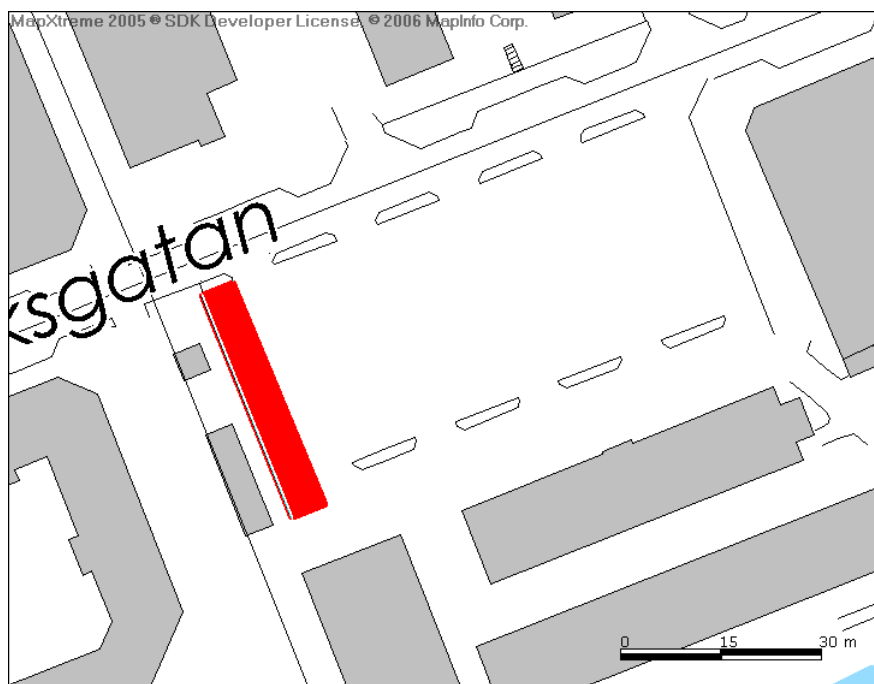 MapXtreme 2005 ® SDK Developer License. © 2006 MapInfo Corp.
ksgatan
0 15 30 m